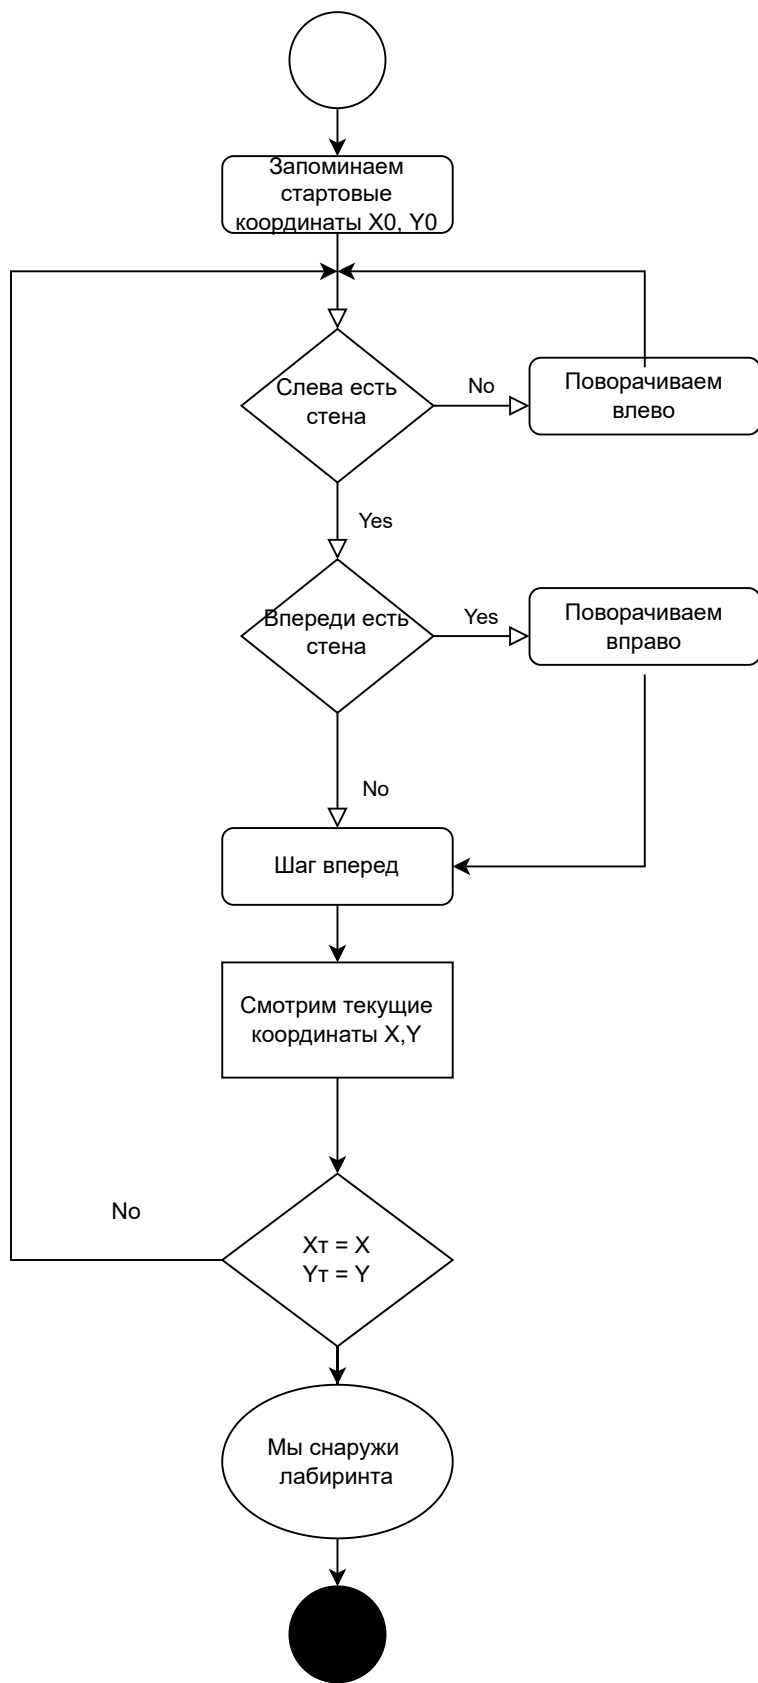 Запоминаем
стартовые
координаты X0, Y0
Слева есть
стена
No
Поворачиваем
влево
Yes
Впереди есть
стена
Yes
Поворачиваем
вправо
No
Шаг вперед
Смотрим текущие
координаты X,Y
No
Xт = X
Yт = Y
Мы снаружи
лабиринта